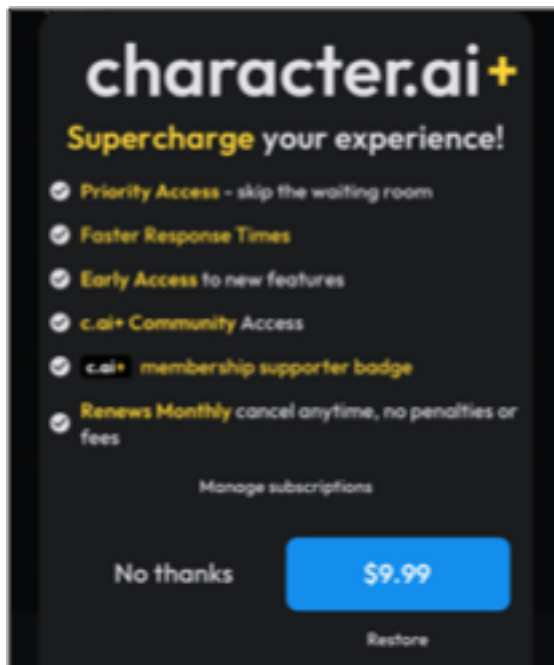 character.ai+
Supercharge your experience!
Priority Access - skip the waiting room
Faster Response Times
Early Access to new features
c.ai+ Community Access
c.ai+ membership supporter badge
Renews Monthly cancel anytime, no penalties or
fees
Manage subscriptions
No thanks
$9.99
Restore